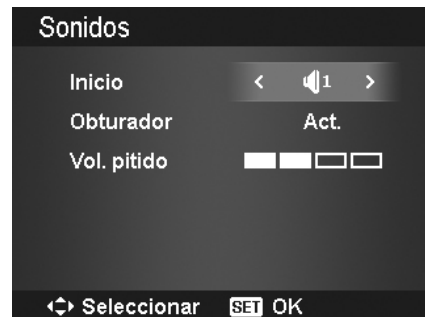 Sonidos
Inicio < 1 >
Obturador Act.
Vol. pitido
Seleccionar SET OK